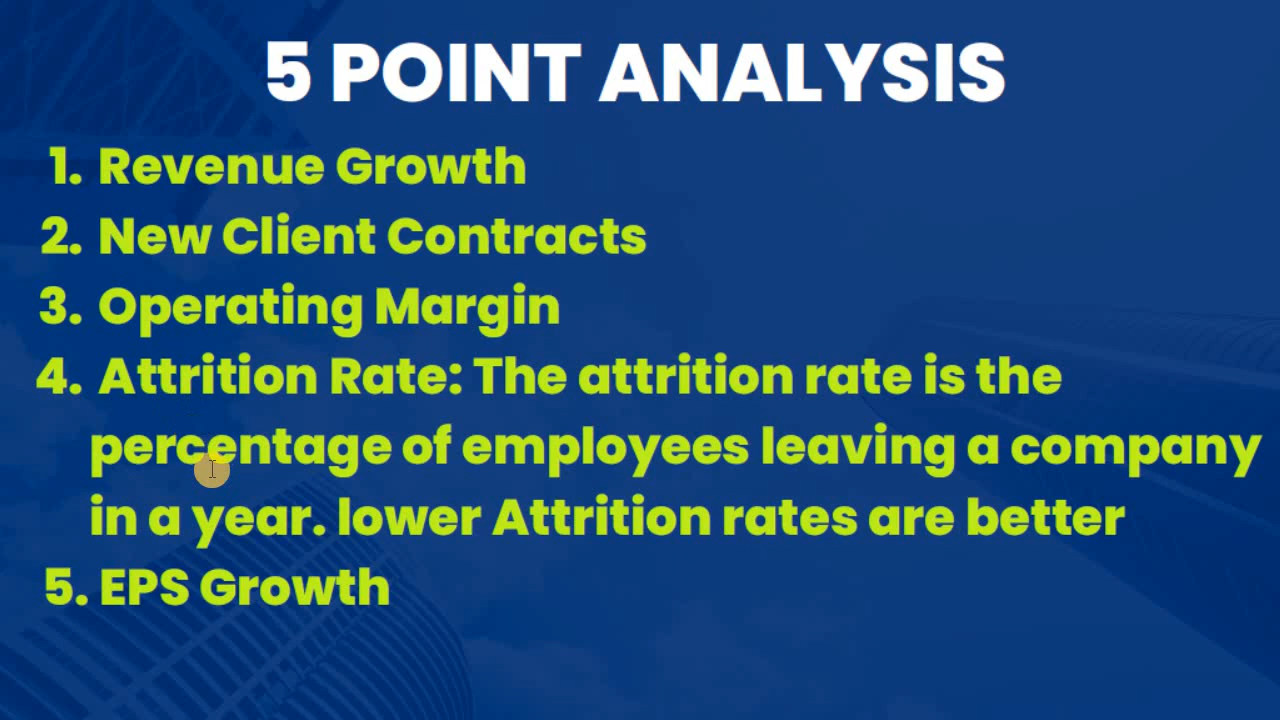 5 POINT ANALYSIS
1. Revenue Growth
2. New Client Contracts
3. Operating Margin
4. Attrition Rate: The attrition rate is the
percentage of employees leaving a company
in a year. lower Attrition rates are better
5. EPS Growth